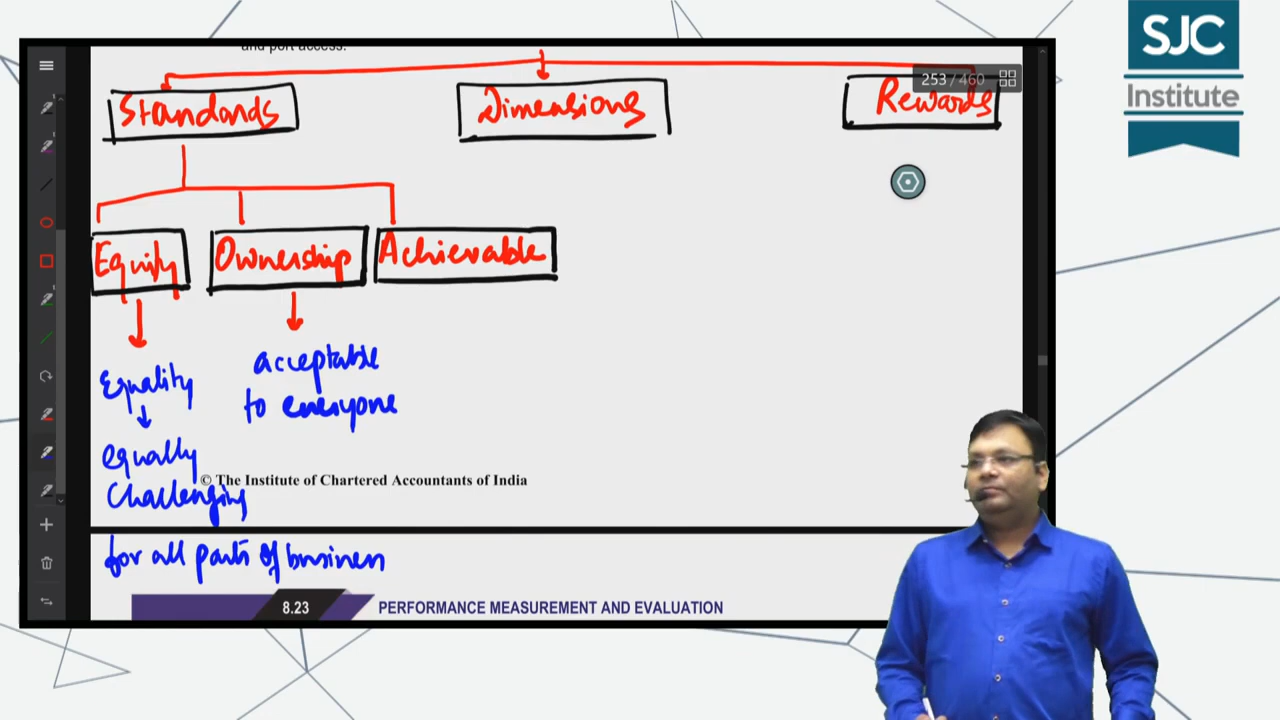 and port access.
SJC
Institute
253 / 460
Standards
Dimensions
Rewards
Equity
Ownership
Achievable
Equality
equally
challenging
for all parts of business
acceptable
to everyone
© The Institute of Chartered Accountants of India
8.23
PERFORMANCE MEASUREMENT AND EVALUATION